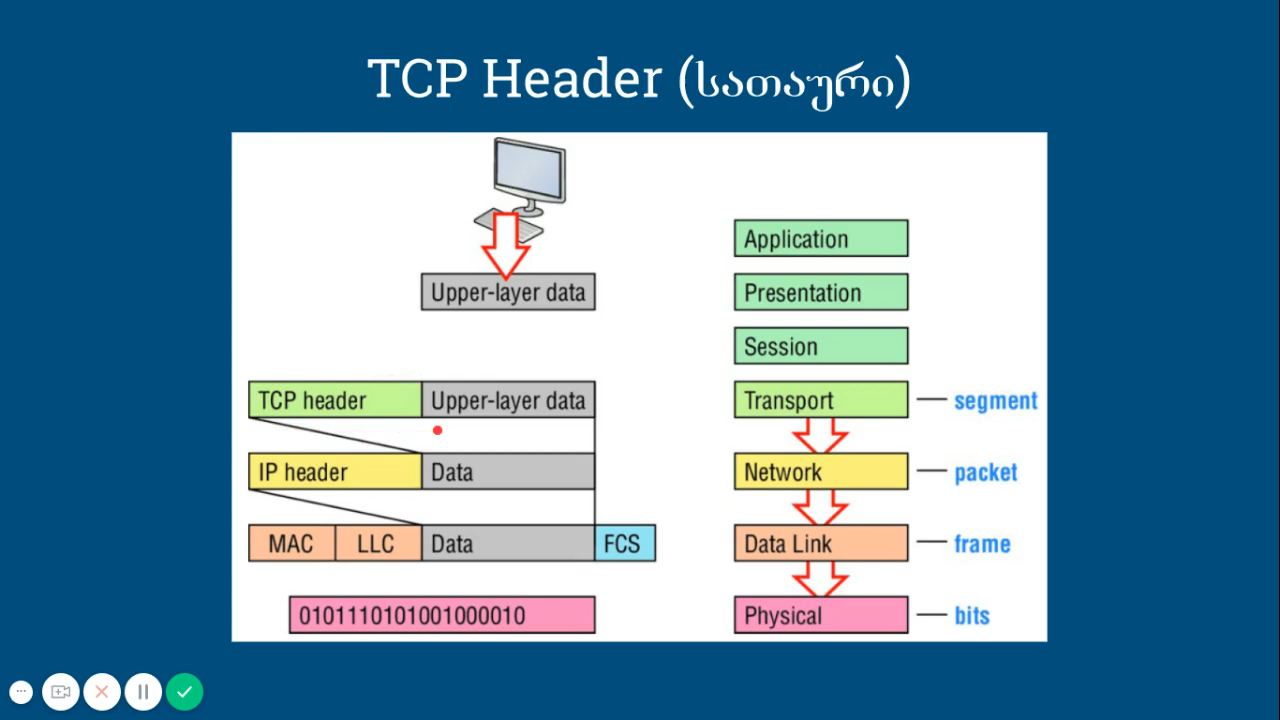 TCP Header (სათაური)
Upper-layer data
TCP header Upper-layer data
IP header Data
MAC LLC Data FCS
0101110101001000010
Application
Presentation
Session
Transport segment
Network packet
Data Link frame
Physical bits